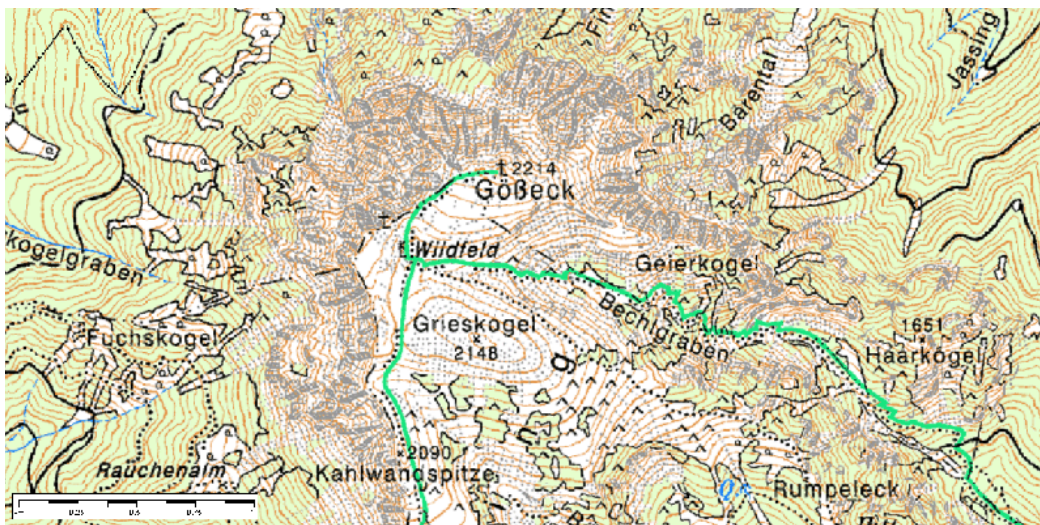 Jassing
Bärental
2214
Gößeck
Wildfeld
kogelgraben
Geierkogel
Bechlgraben
Grieskogel
2148
Fuchskogel
1651
Haarkogel
g
2090
Rauchenalm
Kahlwandspitze
Rumpeleck
0.25
0.75